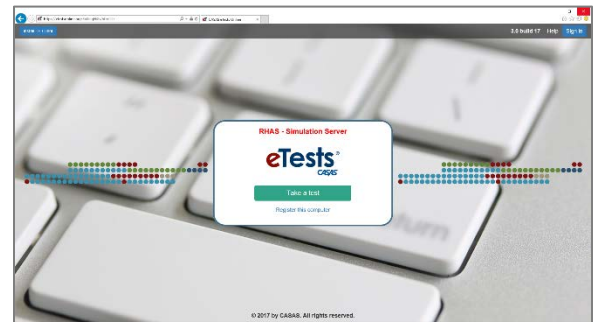 3.0 build 17 Help Sign in
RHAS - Simulation Server
eTests
CASAS
Take a test
Register this computer
return
© 2017 by CASAS. All rights reserved.